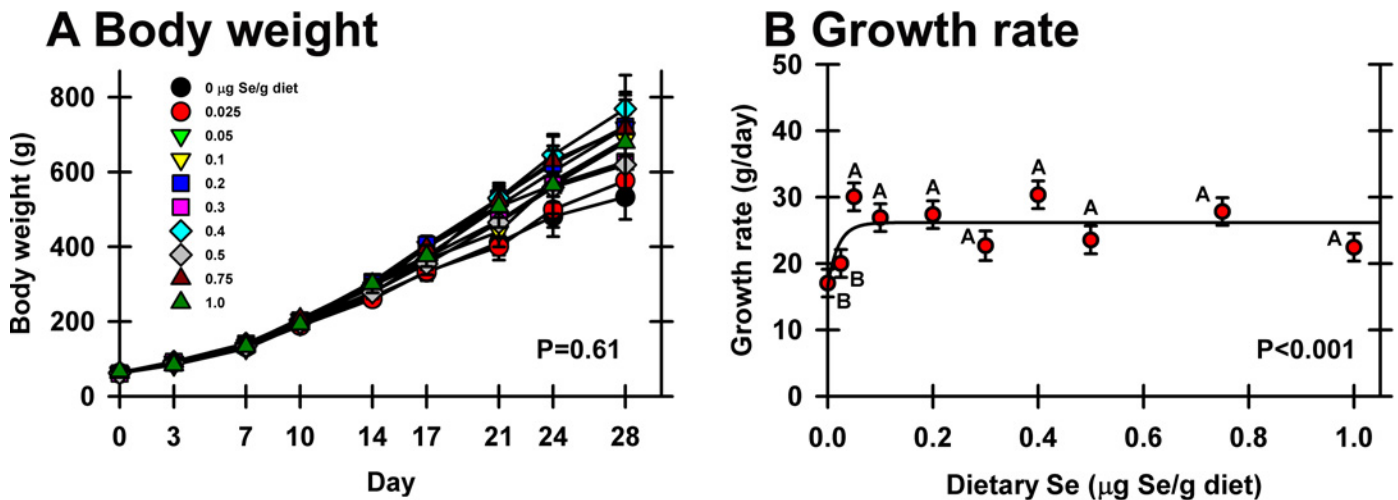 A Body weight
Body weight (g)
800
600
400
200
0
0 μg Se/g diet
0.025
0.05
0.1
0.2
0.3
0.4
0.5
0.75
1.0
P=0.61
0 3 7 10 14 17 21 24 28
Day
B Growth rate
Growth rate (g/day)
50
40
30
20
10
0
A
A
A
A
A
A
A
A
B
B
P<0.001
0.0 0.2 0.4 0.6 0.8 1.0
Dietary Se (μg Se/g diet)